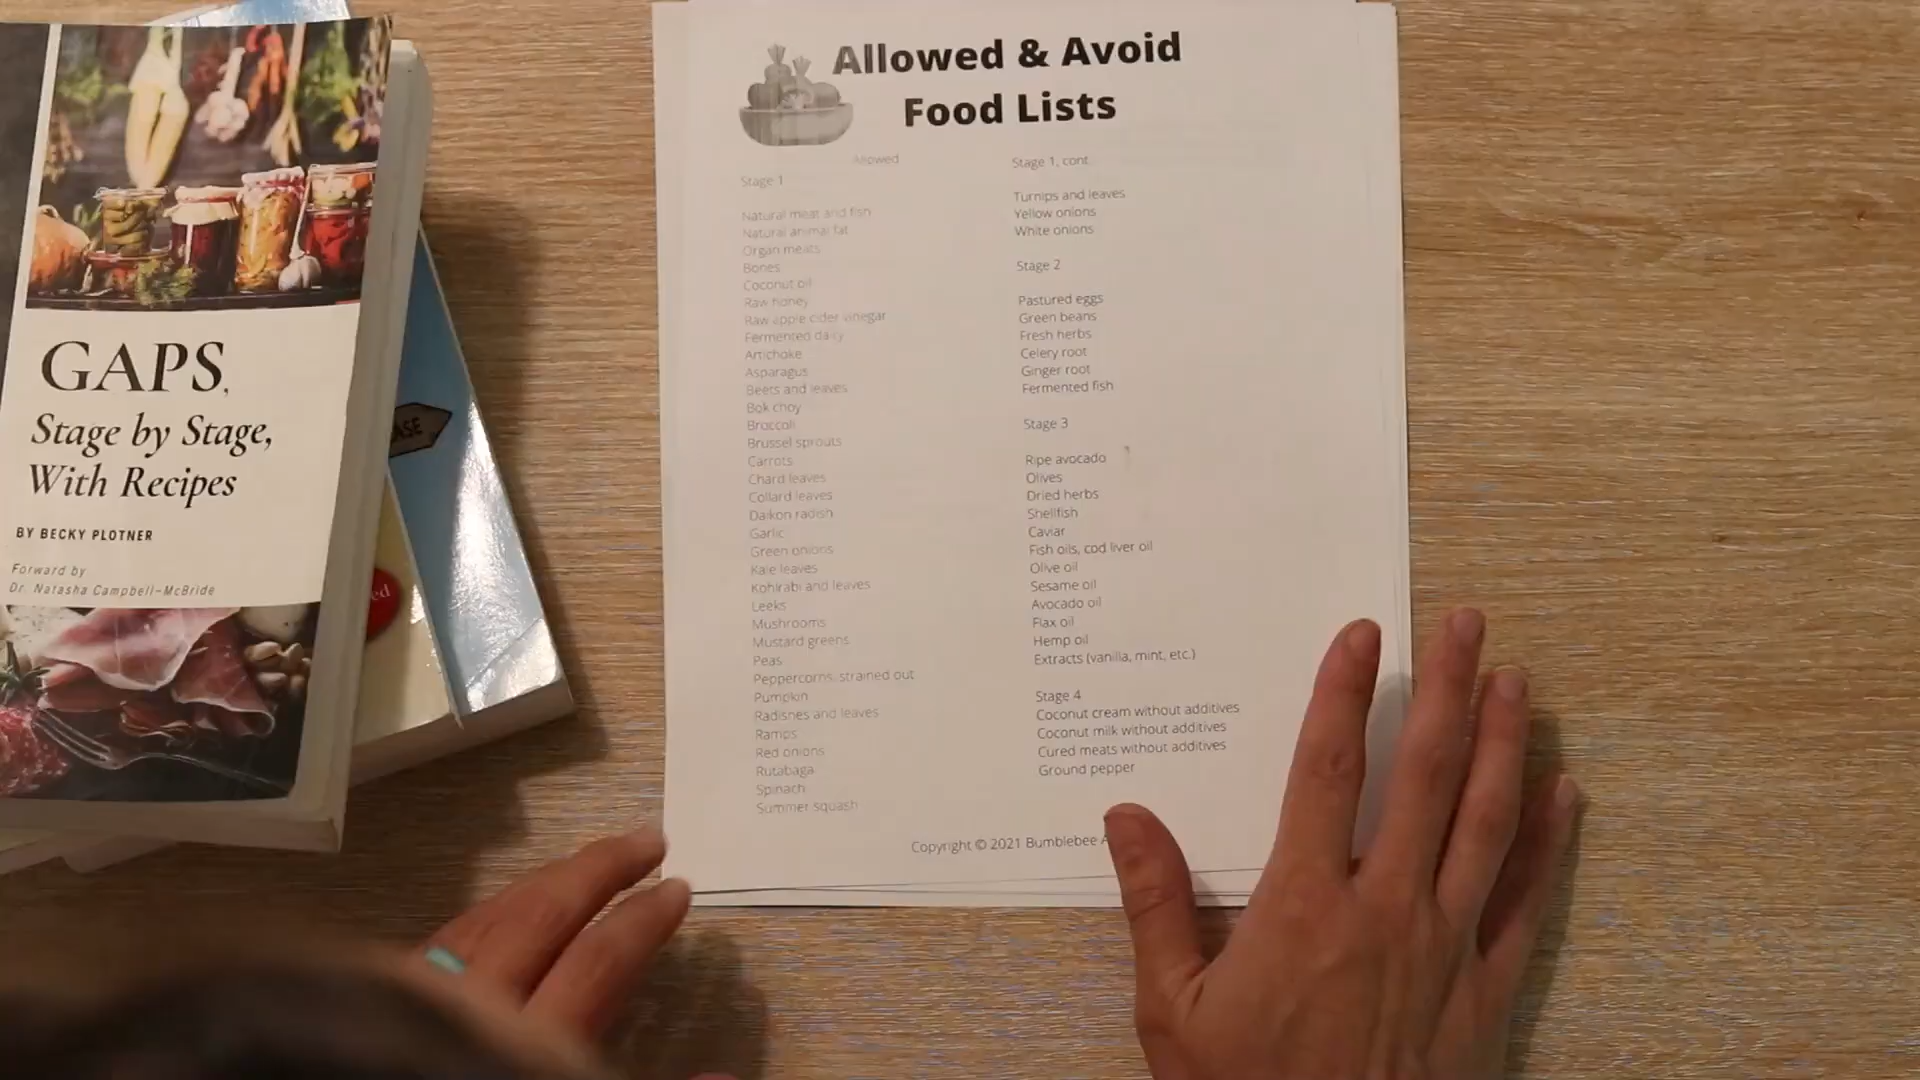 GAPS,
Stage by Stage,
With Recipes
BY BECKY PLOTNER
Forward by
Dr. Natasha Campbell-McBride
ASE
ed
Allowed & Avoid
Food Lists
Allowed
Stage 1
Natural meat and fish
Natural animal fat
Organ meats
Bones
Coconut oil
Raw honey
Raw apple cider vinegar
Fermented dairy
Artichoke
Asparagus
Beets and leaves
Bok choy
Broccoli
Brussel sprouts
Carrots
Chard leaves
Collard leaves
Daikon radish
Garlic
Green onions
Kale leaves
Kohlrabi and leaves
Leeks
Mushrooms
Mustard greens
Peas
Peppercorns, strained out
Pumpkin
Radishes and leaves
Ramps
Red onions
Rutabaga
Spinach
Summer squash
Stage 1, cont.
Turnips and leaves
Yellow onions
White onions
Stage 2
Pastured eggs
Green beans
Fresh herbs
Celery root
Ginger root
Fermented fish
Stage 3
Ripe avocado
Olives
Dried herbs
Shellfish
Caviar
Fish oils, cod liver oil
Olive oil
Sesame oil
Avocado oil
Flax oil
Hemp oil
Extracts (vanilla, mint, etc.)
Stage 4
Coconut cream without additives
Coconut milk without additives
Cured meats without additives
Ground pepper
Copyright © 2021 Bumblebee A